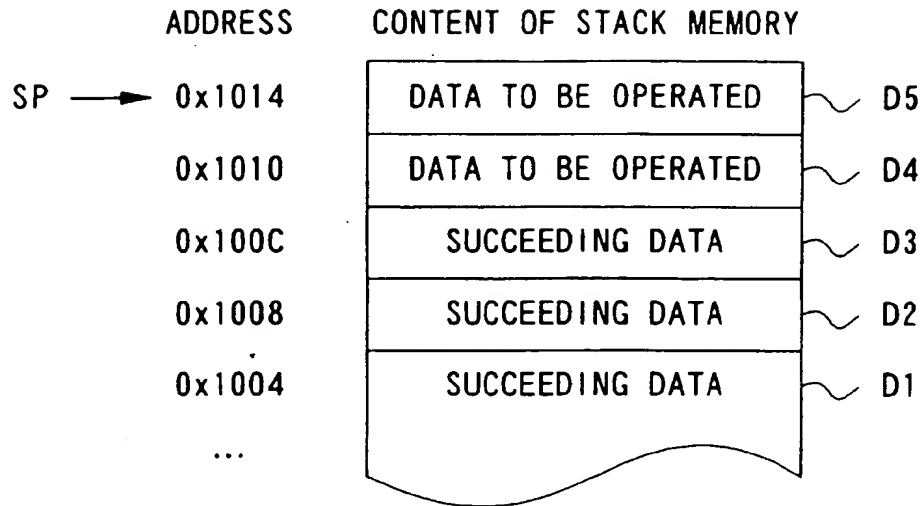 ADDRESS CONTENT OF STACK MEMORY
SP 0x1014 DATA TO BE OPERATED D5
0x1010 DATA TO BE OPERATED D4
0x100C SUCCEEDING DATA D3
0x1008 SUCCEEDING DATA D2
0x1004 SUCCEEDING DATA D1
...